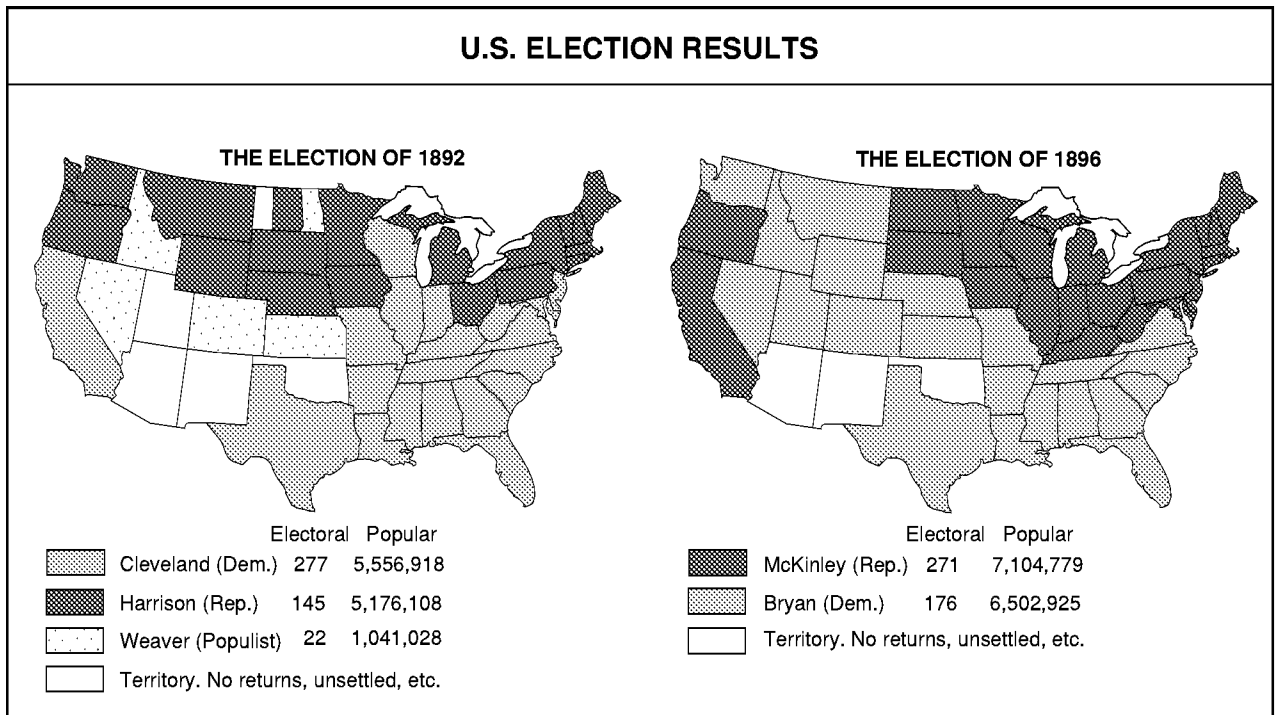 U.S. ELECTION RESULTS
THE ELECTION OF 1892
Electoral Popular
Cleveland (Dem.) 277 5,556,918
Harrison (Rep.) 145 5,176,108
Weaver (Populist) 22 1,041,028
Territory. No returns, unsettled, etc.
THE ELECTION OF 1896
Electoral Popular
McKinley (Rep.) 271 7,104,779
Bryan (Dem.) 176 6,502,925
Territory. No returns, unsettled, etc.